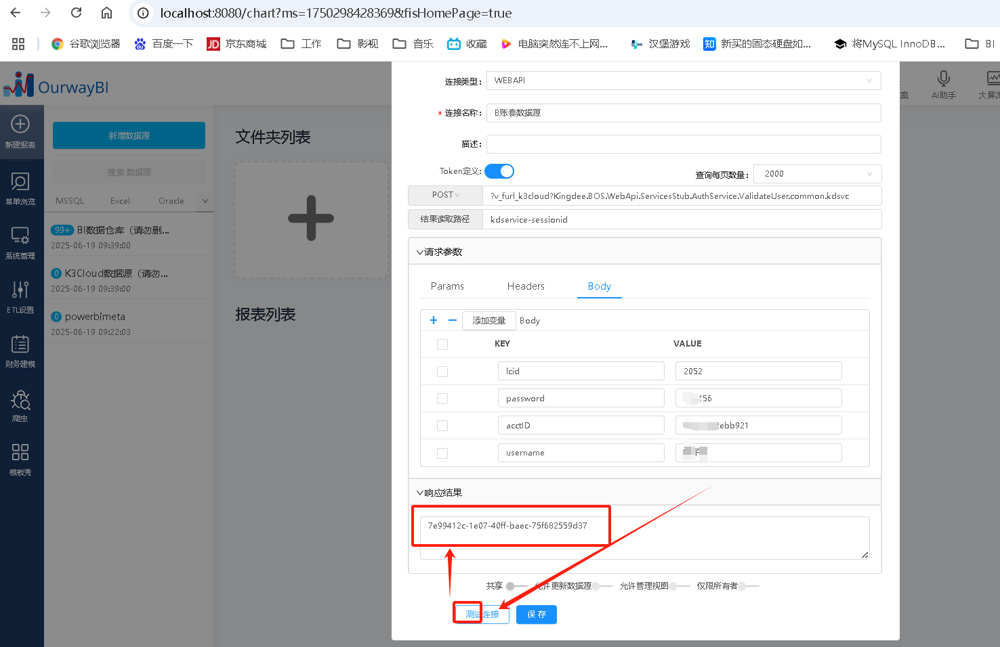 localhost:8080/chart?ms=1750298428369&fisHomePage=true
谷歌浏览器 百度一下 JD 京东商城 工作 影视 音乐 收藏 电脑突然连不上网... 汉堡游戏 知 新买的固态硬盘如... 将MySQL InnoDB... BI
OurwayBI
案 AI助手
新建报表
菜单浏览
系统管理
ETL设置
财务建模
爬虫
模板秀
新增数据源
搜索 数据源
MSSQL Excel Oracle
99+ BI数据仓库（请勿删...
2025-06-19 09:39:00
0 K3Cloud数据源（请勿...
2025-06-19 09:39:00
0 powerbimeta
2025-06-19 09:22:03
文件夹列表
报表列表
连接类型: WEBAPI
* 连接名称: B账套数据源
描述:
Token定义: 查询每页数量: 2000
POST ?v_furl_k3cloud?Kingdee.BOS.WebApi.ServicesStub.AuthService.ValidateUser.common.kdsvc
结果读取路径 kdservice-sessionid
请求参数
Params Headers Body
+ − 添加变量 Body
KEY VALUE
lcid 2052
password 156
acctID 2ebb921
username
响应结果
7e99412c-1e07-40ff-baec-75f682559d37
共享 允许更新数据源 允许管理视图 仅限所有者
测试连接 保存